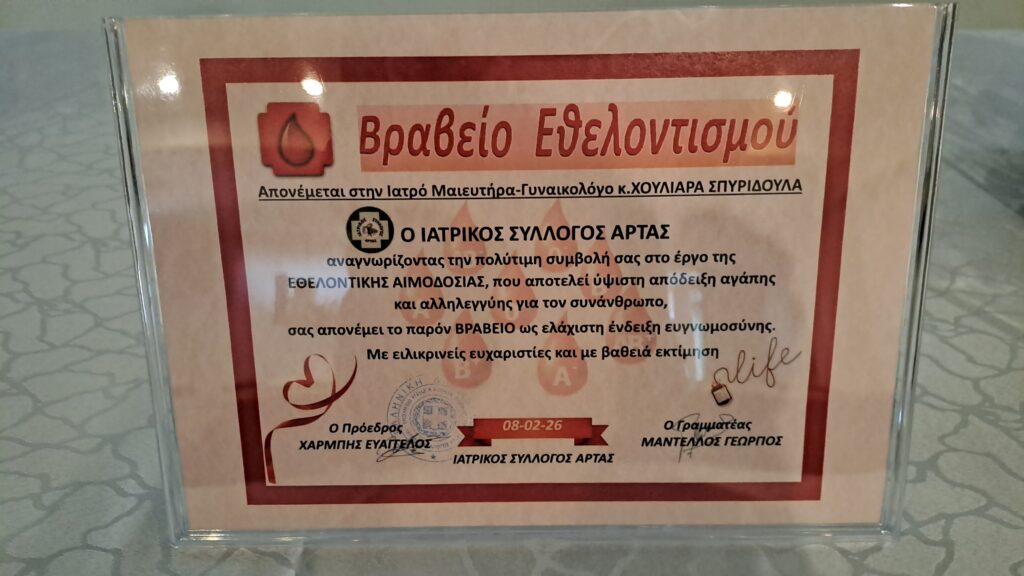 Βραβείο Εθελοντισμού
Απονέμεται στην Ιατρό Μαιευτήρα-Γυναικολόγο κ.ΧΟΥΛΙΑΡΑ ΣΠΥΡΙΔΟΥΛΑ
Ο ΙΑΤΡΙΚΟΣ ΣΥΛΛΟΓΟΣ ΑΡΤΑΣ
αναγνωρίζοντας την πολύτιμη συμβολή σας στο έργο της
ΕΘΕΛΟΝΤΙΚΗΣ ΑΙΜΟΔΟΣΙΑΣ, που αποτελεί ύψιστη απόδειξη αγάπης
και αλληλεγγύης για τον συνάνθρωπο,
σας απονέμει το παρόν ΒΡΑΒΕΙΟ ως ελάχιστη ένδειξη ευγνωμοσύνης.
Με ειλικρινείς ευχαριστίες και με βαθειά εκτίμηση
life
A
O
B
B
A
Ο Πρόεδρος
ΧΑΡΜΠΗΣ ΕΥΑΓΓΕΛΟΣ
08-02-26
ΙΑΤΡΙΚΟΣ ΣΥΛΛΟΓΟΣ ΑΡΤΑΣ
Ο Γραμματέας
ΜΑΝΤΕΛΛΟΣ ΓΕΩΡΓΙΟΣ